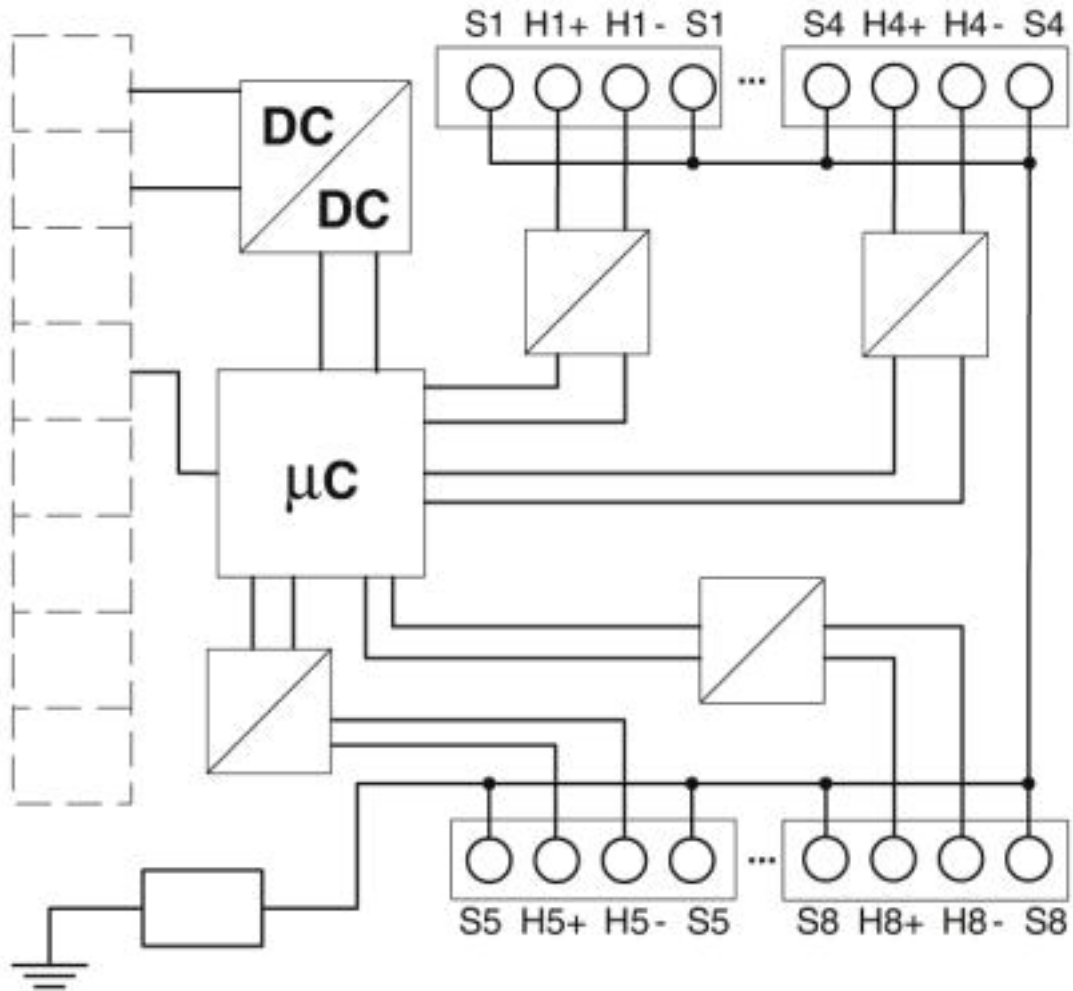 S1 H1+ H1- S1 S4 H4+ H4- S4
...
DC
DC
µC
...
S5 H5+ H5- S5 S8 H8+ H8- S8